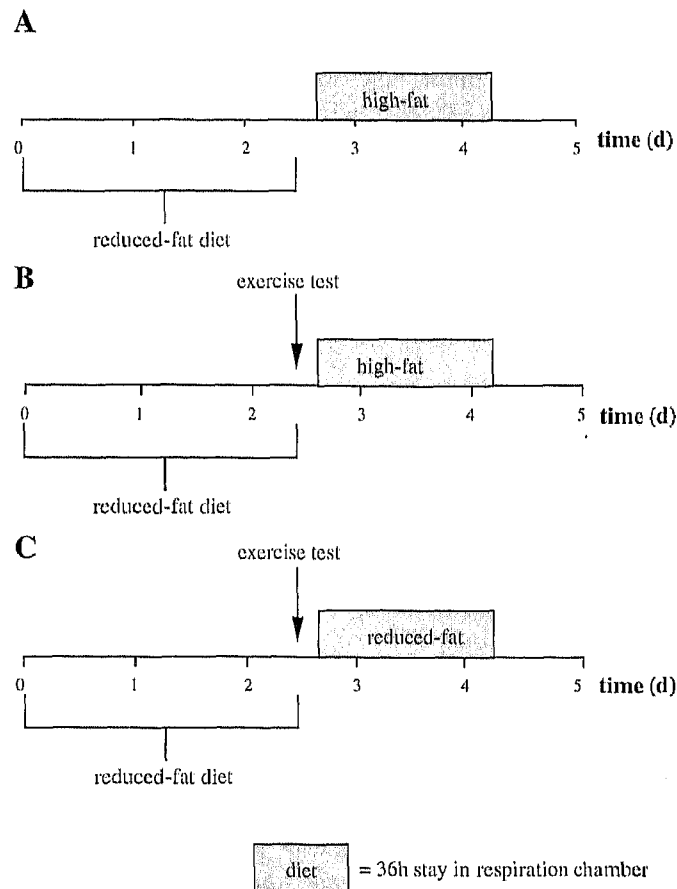 A
high-fat
0 1 2 3 4 5 time (d)
reduced-fat diet
B
exercise test
high-fat
0 1 2 3 4 5 time (d)
reduced-fat diet
C
exercise test
reduced-fat
0 1 2 3 4 5 time (d)
reduced-fat diet
diet = 36h stay in respiration chamber